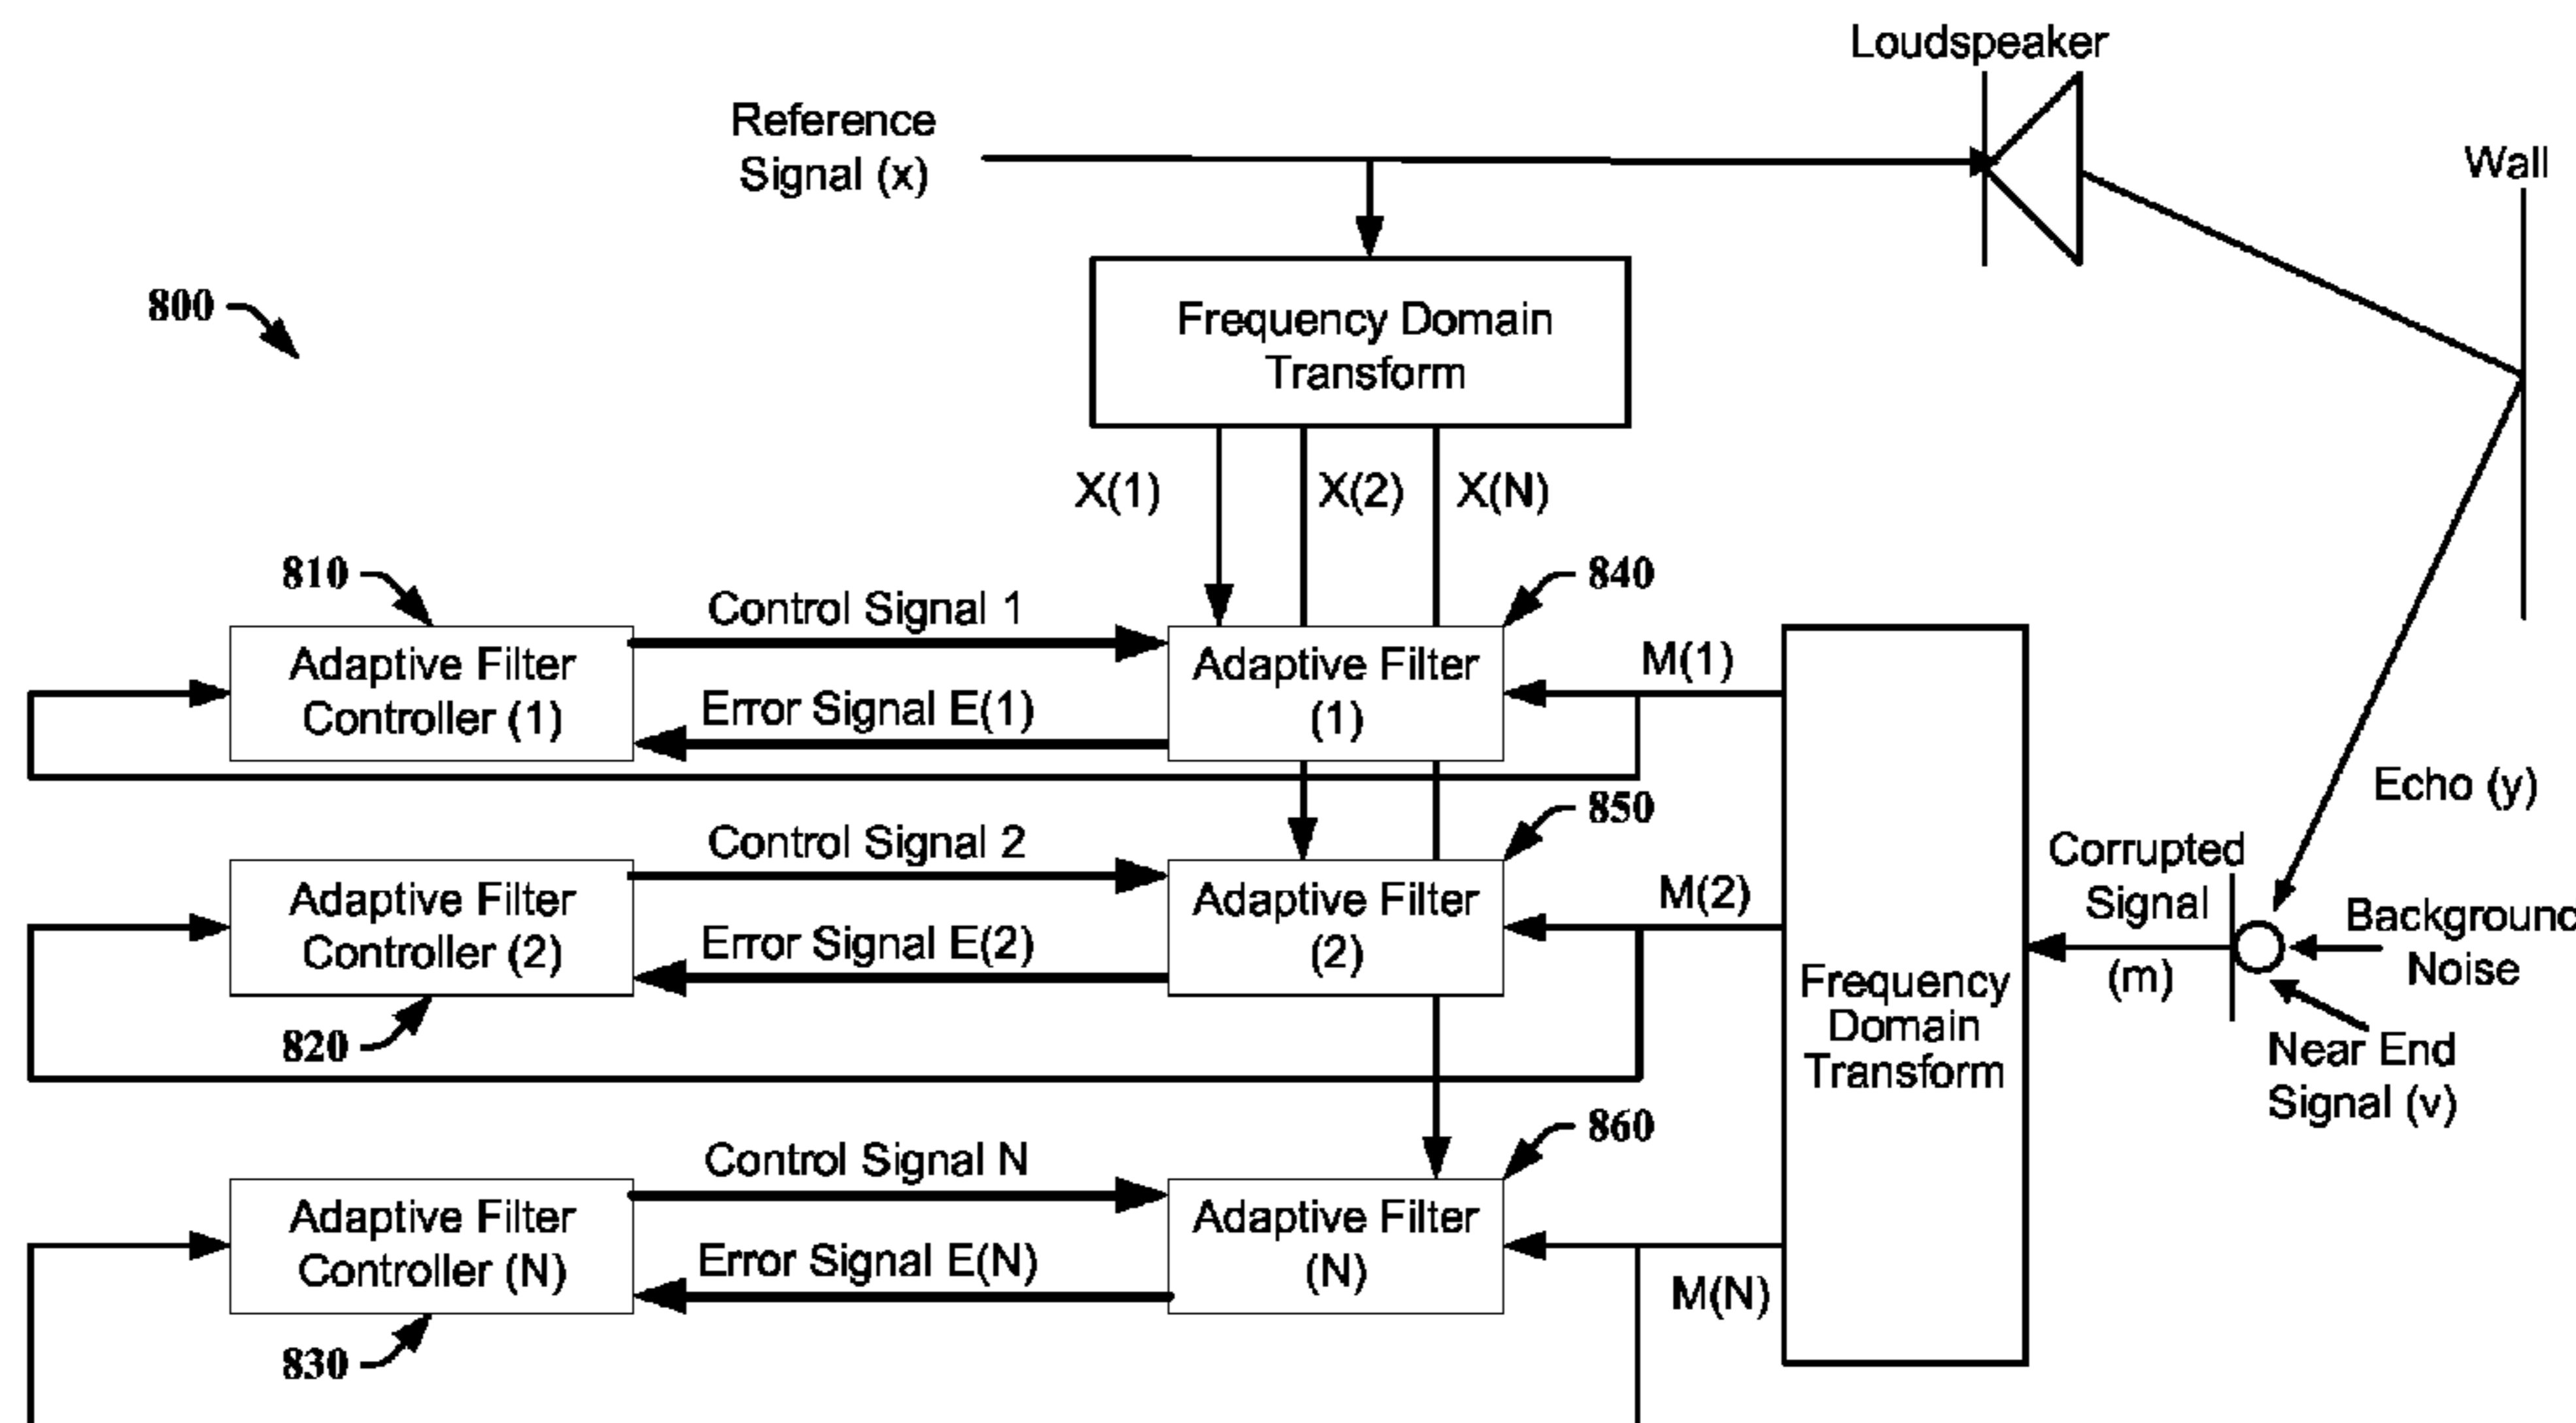 Loudspeaker
Reference
Signal (x)
Wall
800
Frequency Domain
Transform
X(1)
X(2)
X(N)
810
Control Signal 1
840
Adaptive Filter
Controller (1)
Error Signal E(1)
Adaptive Filter
(1)
M(1)
Echo (y)
850
Control Signal 2
Adaptive Filter
Controller (2)
Error Signal E(2)
Adaptive Filter
(2)
M(2)
Corrupted
Signal
(m)
Background
Noise
Near End
Signal (v)
Frequency
Domain
Transform
820
860
Control Signal N
Adaptive Filter
Controller (N)
Error Signal E(N)
Adaptive Filter
(N)
M(N)
830